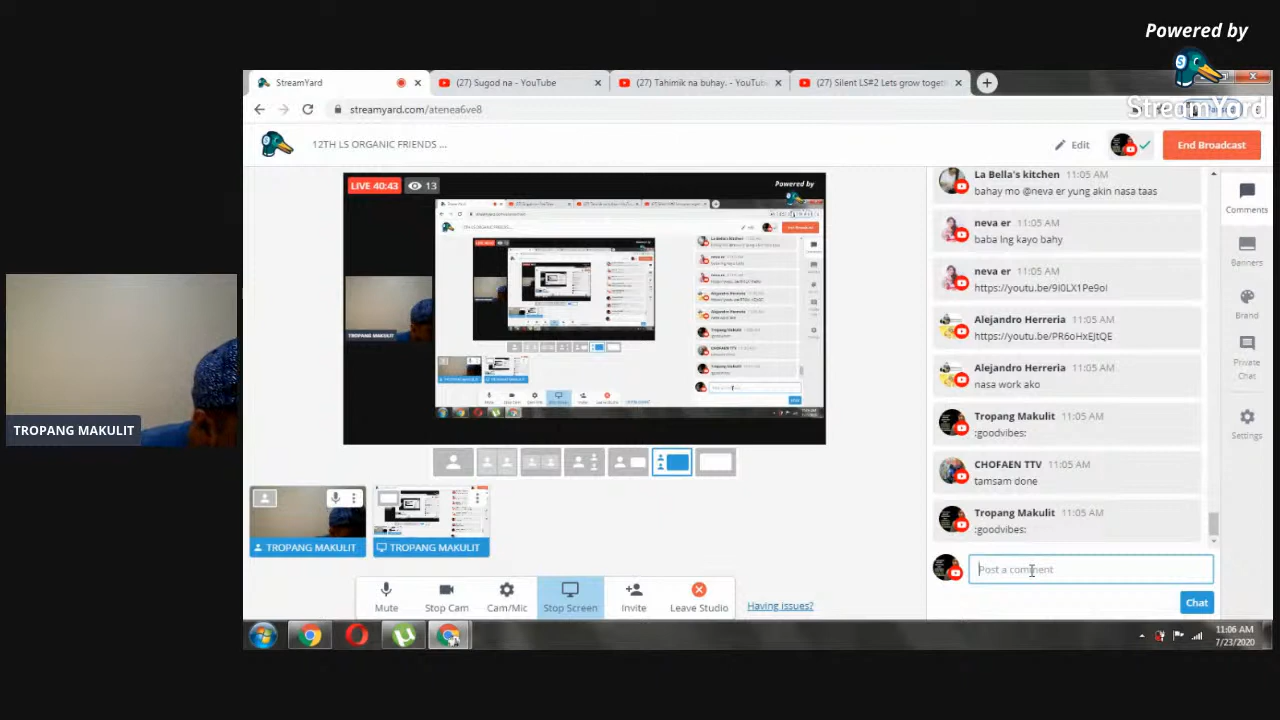 Powered by
StreamYard
StreamYard
(27) Sugod na - YouTube
(27) Tahimik na buhay. - YouTube
(27) Silent LS#2 Lets grow togeth
streamyard.com/atenea6ve8
12TH LS ORGANIC FRIENDS ...
Edit
End Broadcast
LIVE 40:43
13
Powered by
La Bella's kitchen 11:05 AM
bahay mo @neva er yung akin nasa taas
neva er 11:05 AM
baba lng kayo bahy
neva er 11:05 AM
https://youtu.be/9I0LX1Pe9oI
Alejandro Herreria 11:05 AM
https://youtu.be/PR6oHxEJtQE
Alejandro Herreria 11:05 AM
nasa work ako
Tropang Makulit 11:05 AM
:goodvibes:
CHOFAEN TTV 11:05 AM
tamsam done
Tropang Makulit 11:05 AM
:goodvibes:
Post a comment
Chat
Comments
Banners
Brand
Private
Chat
Settings
TROPANG MAKULIT
TROPANG MAKULIT
TROPANG MAKULIT
TROPANG MAKULIT
Mute
Stop Cam
Cam/Mic
Stop Screen
Invite
Leave Studio
Having issues?
11:06 AM
7/23/2020